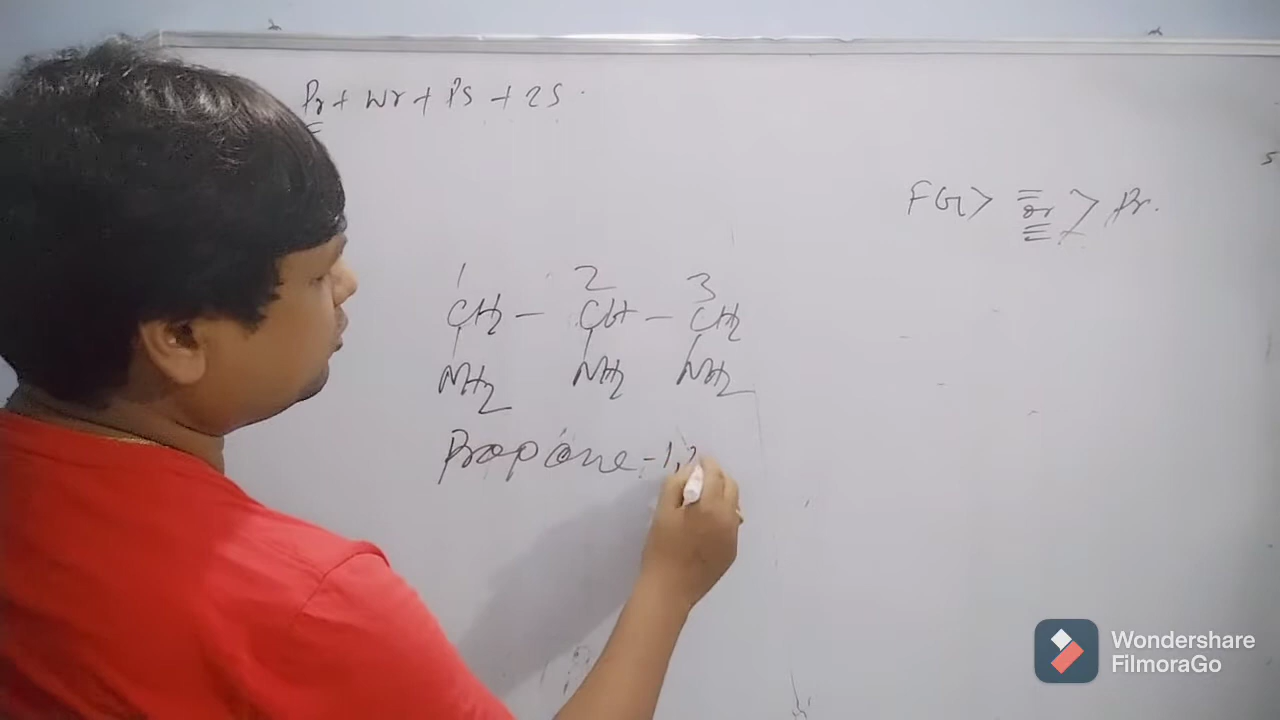 Pr + Wr + Ps + 2S.
FG > = or ≡ > Pr.
1 2 3
CH2 - CH - CH2
NH2 NH2 NH2
Propane-1,2
Wondershare
FilmoraGo